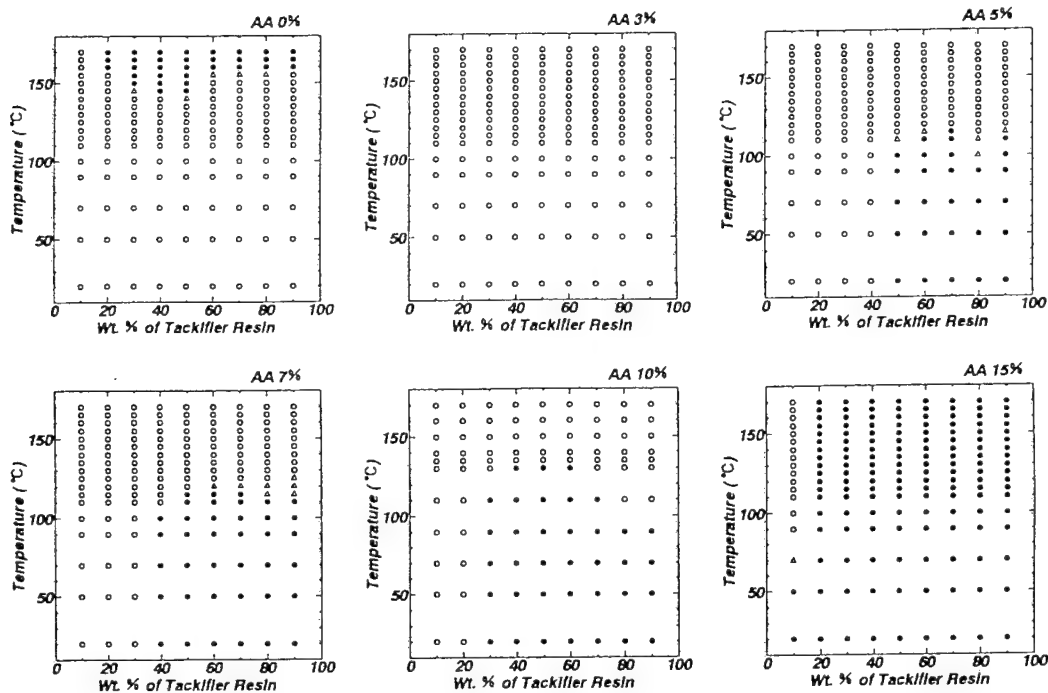 AA 0%
Temperature (°C)
150
100
50
0 20 40 60 80 100
Wt. % of Tackifier Resin
AA 3%
Temperature (°C)
150
100
50
0 20 40 60 80 100
Wt. % of Tackifier Resin
AA 5%
Temperature (°C)
150
100
50
0 20 40 60 80 100
Wt. % of Tackifier Resin
AA 7%
Temperature (°C)
150
100
50
0 20 40 60 80 100
Wt. % of Tackifier Resin
AA 10%
Temperature (°C)
150
100
50
0 20 40 60 80 100
Wt. % of Tackifier Resin
AA 15%
Temperature (°C)
150
100
50
0 20 40 60 80 100
Wt. % of Tackifier Resin